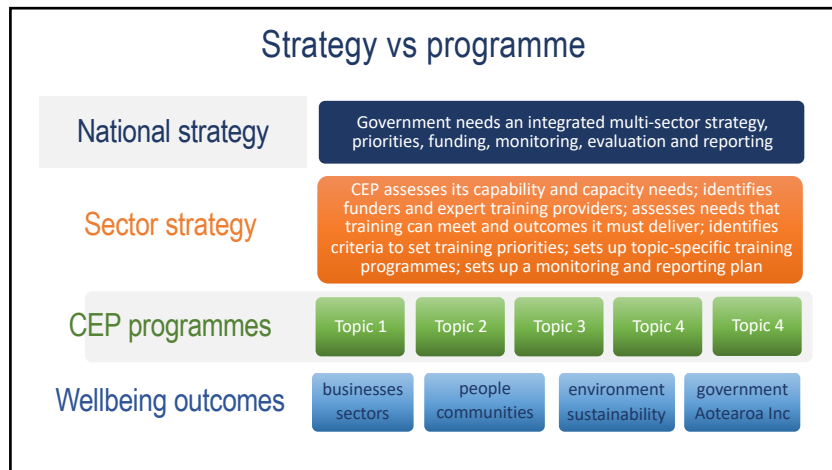 Strategy vs programme
National strategy
Government needs an integrated multi-sector strategy,
priorities, funding, monitoring, evaluation and reporting
Sector strategy
CEP assesses its capability and capacity needs; identifies
funders and expert training providers; assesses needs that
training can meet and outcomes it must deliver; identifies
criteria to set training priorities; sets up topic-specific training
programmes; sets up a monitoring and reporting plan
CEP programmes
Topic 1
Topic 2
Topic 3
Topic 4
Topic 4
Wellbeing outcomes
businesses
sectors
people
communities
environment
sustainability
government
Aotearoa Inc